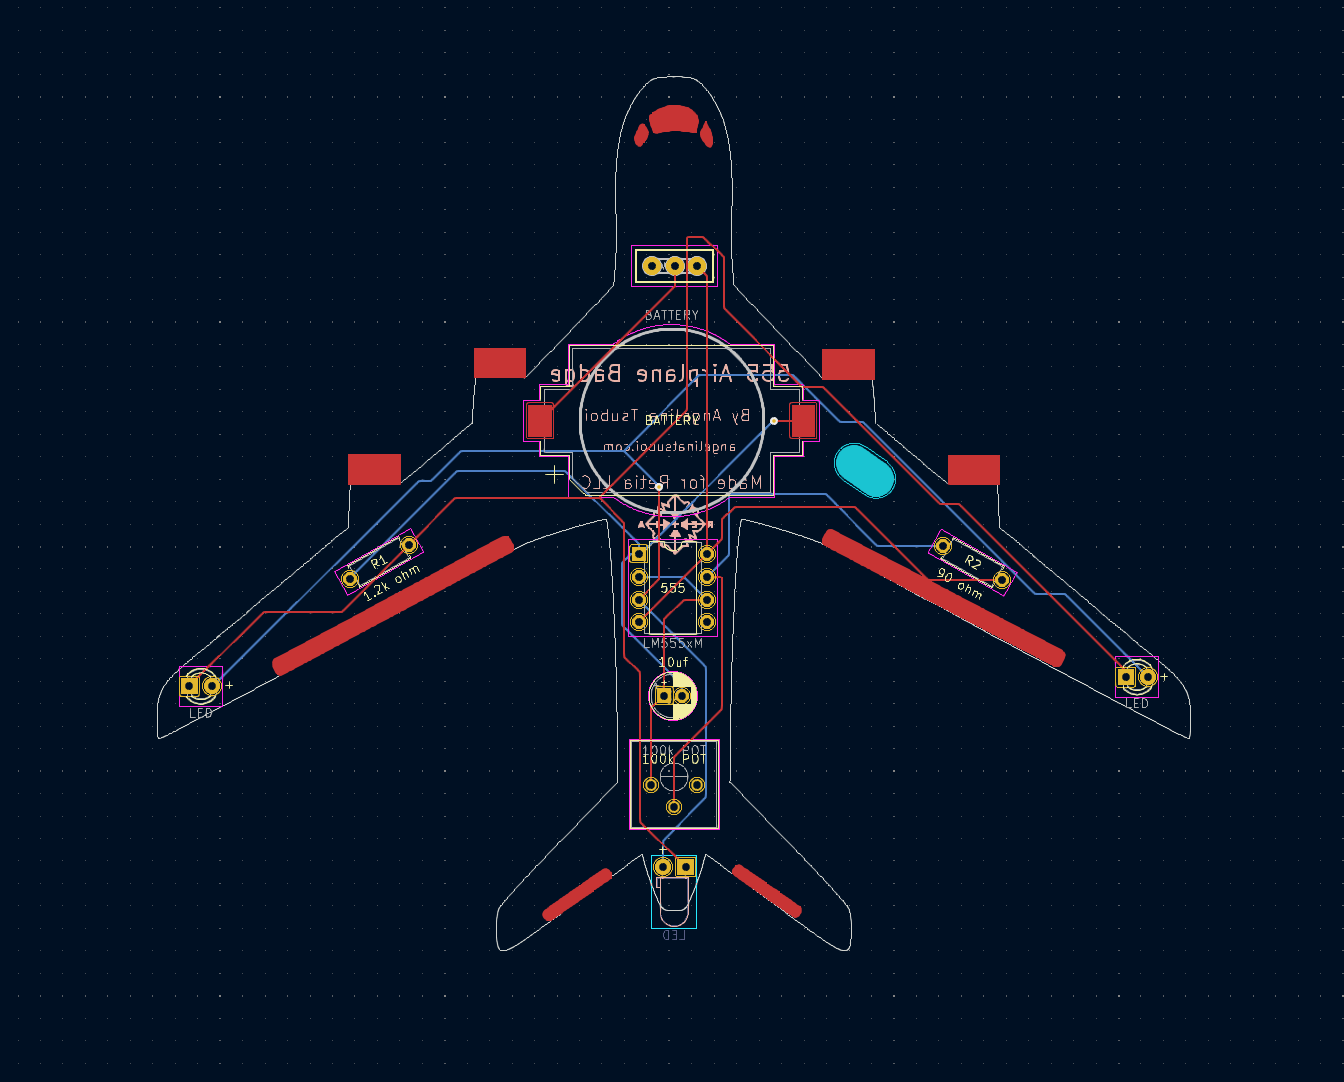 BATTERY
555 Airplane Badge
By Angelina Tsuboi
BATTERY
angelinatsuboi.com
Made for Retia LLC
R1
1.2k ohm
R2
90 ohm
555
LM555xM
10uf
+
LED
+
LED
+
100k POT
100k POT
+
LED